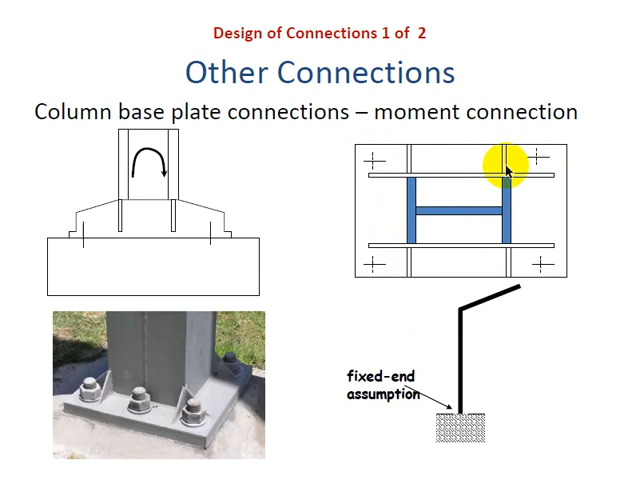 Design of Connections 1 of 2
Other Connections
Column base plate connections – moment connection
fixed-end
assumption